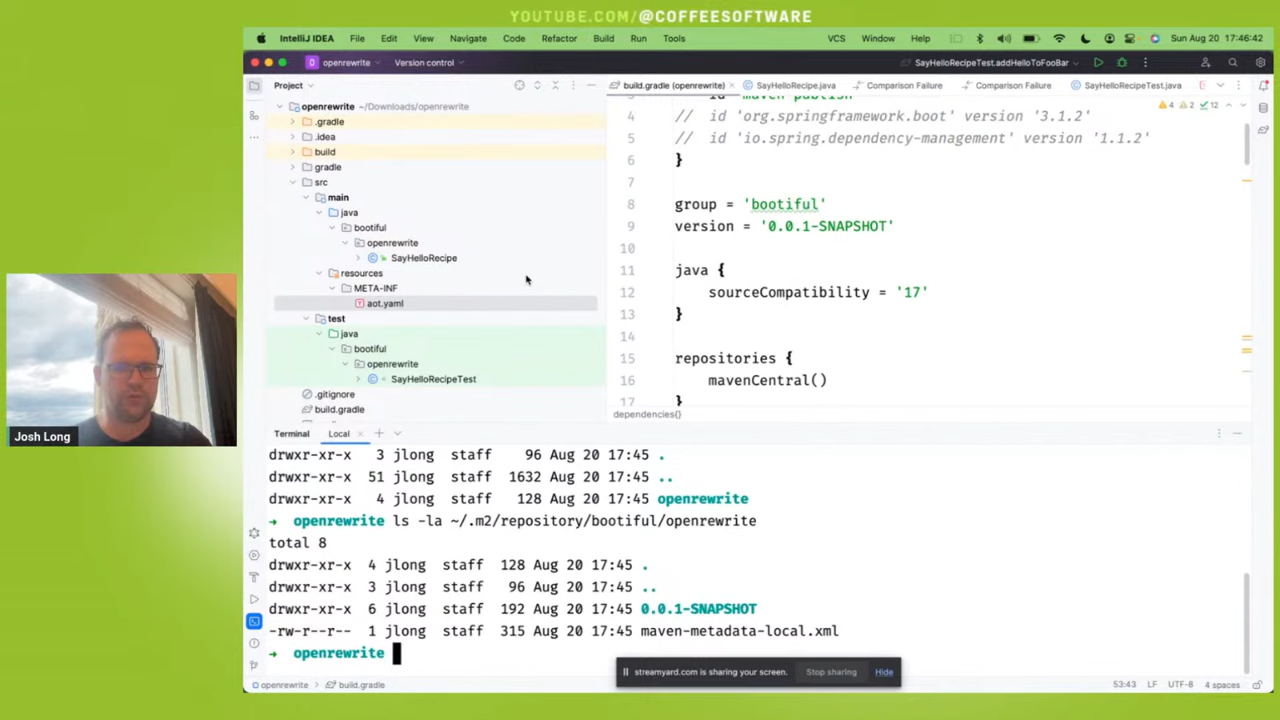 YOUTUBE.COM/@COFFEESOFTWARE
IntelliJ IDEA File Edit View Navigate Code Refactor Build Run Tools VCS Window Help Sun Aug 20 17:46:42
openrewrite Version control SayHelloRecipeTest.addHelloToFooBar
Project build.gradle (openrewrite) SayHelloRecipe.java Comparison Failure Comparison Failure SayHelloRecipeTest.java
openrewrite ~/Downloads/openrewrite
.gradle
.idea
build
gradle
src
main
java
bootiful
openrewrite
SayHelloRecipe
resources
META-INF
aot.yaml
test
java
bootiful
openrewrite
SayHelloRecipeTest
.gitignore
build.gradle
4 2 12
4 // id 'org.springframework.boot' version '3.1.2'
5 // id 'io.spring.dependency-management' version '1.1.2'
6 }
7
8 group = 'bootiful'
9 version = '0.0.1-SNAPSHOT'
10
11 java {
12 sourceCompatibility = '17'
13 }
14
15 repositories {
16 mavenCentral()
17 }
dependencies{}
Terminal Local
drwxr-xr-x 3 jlong staff 96 Aug 20 17:45 .
drwxr-xr-x 51 jlong staff 1632 Aug 20 17:45 ..
drwxr-xr-x 4 jlong staff 128 Aug 20 17:45 openrewrite
→ openrewrite ls -la ~/.m2/repository/bootiful/openrewrite
total 8
drwxr-xr-x 4 jlong staff 128 Aug 20 17:45 .
drwxr-xr-x 3 jlong staff 96 Aug 20 17:45 ..
drwxr-xr-x 6 jlong staff 192 Aug 20 17:45 0.0.1-SNAPSHOT
-rw-r--r-- 1 jlong staff 315 Aug 20 17:45 maven-metadata-local.xml
→ openrewrite
streamyard.com is sharing your screen. Stop sharing Hide
openrewrite > build.gradle 53:43 LF UTF-8 4 spaces
Josh Long